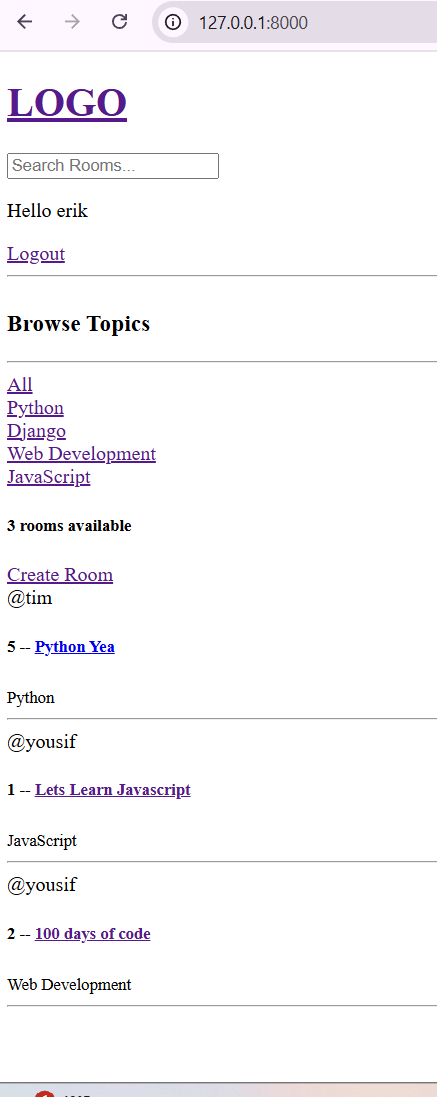 127.0.0.1:8000
LOGO
Search Rooms...
Hello erik
Logout
Browse Topics
All
Python
Django
Web Development
JavaScript
3 rooms available
Create Room
@tim
5 -- Python Yea
Python
@yousif
1 -- Lets Learn Javascript
JavaScript
@yousif
2 -- 100 days of code
Web Development